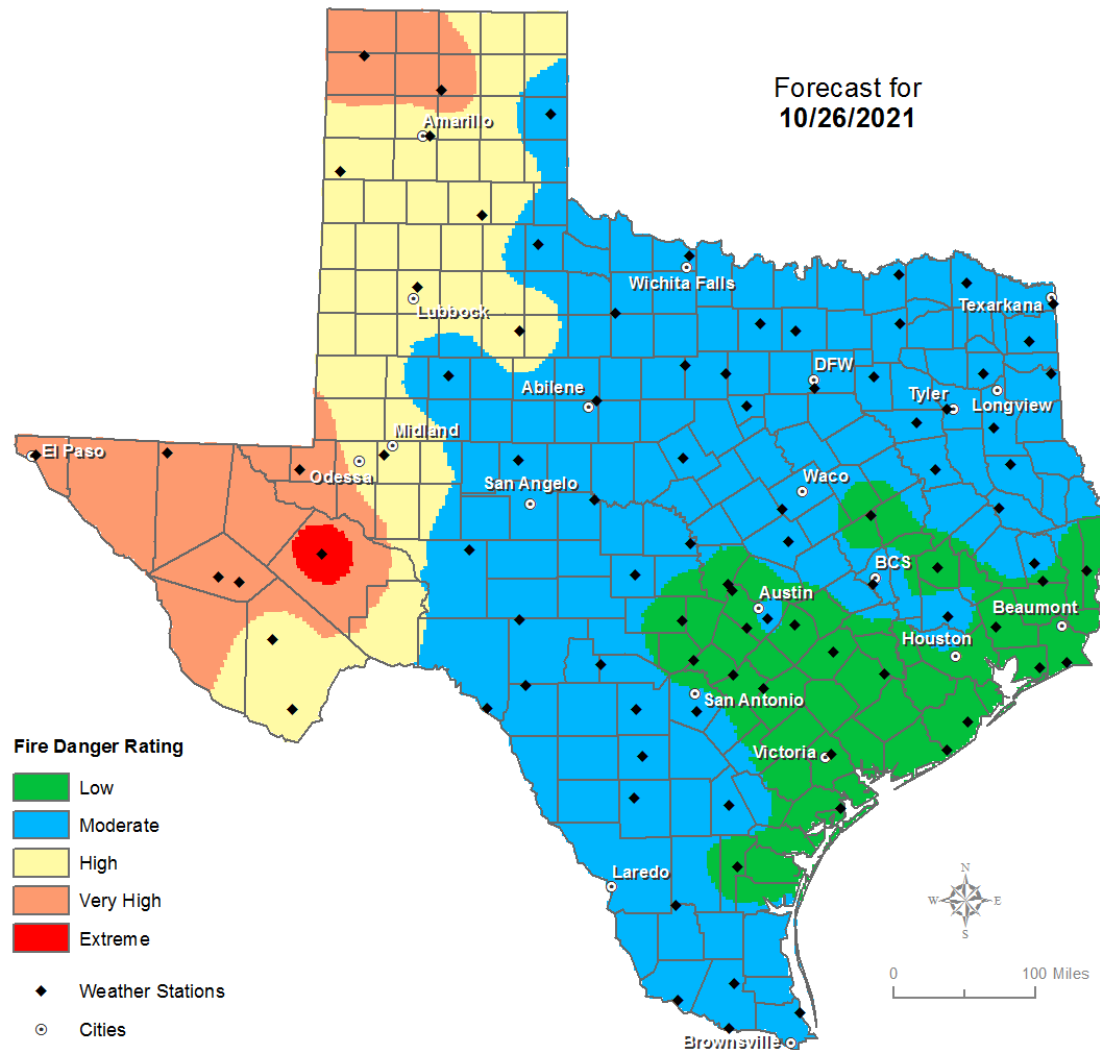 Forecast for
10/26/2021
Amarillo
Wichita Falls
Texarkana
Lubbock
DFW
Abilene
Tyler
Longview
Midland
El Paso
Odessa
San Angelo
Waco
BCS
Austin
Beaumont
Houston
San Antonio
Victoria
Laredo
Brownsville
Fire Danger Rating
Low
Moderate
High
Very High
Extreme
Weather Stations
Cities
N
W E
S
0 100 Miles